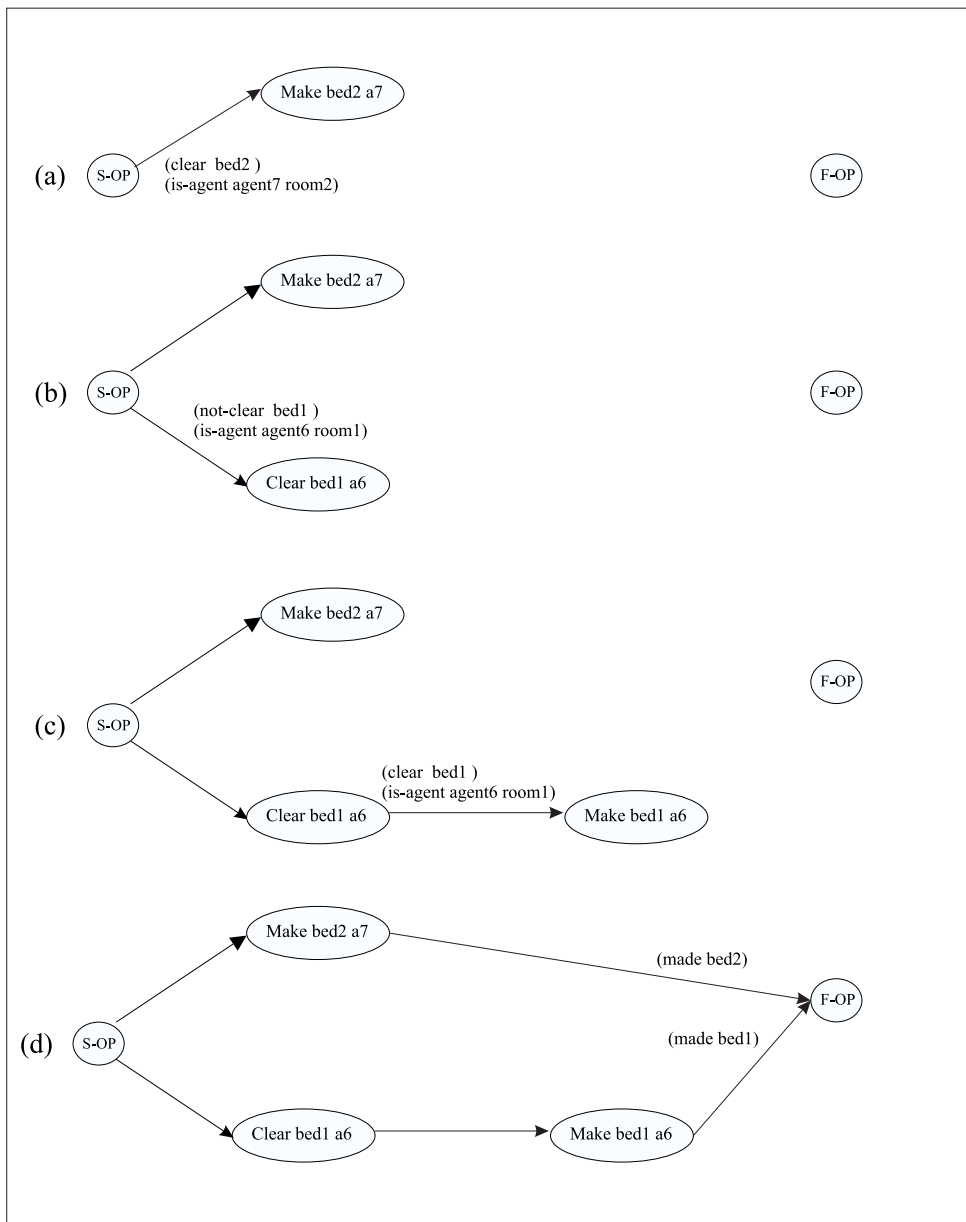 Make bed2 a7
(clear bed2 )
(is-agent agent7 room2)
(a)
S-OP
F-OP
Make bed2 a7
(b)
S-OP
F-OP
(not-clear bed1 )
(is-agent agent6 room1)
Clear bed1 a6
Make bed2 a7
F-OP
(c)
S-OP
(clear bed1 )
(is-agent agent6 room1)
Clear bed1 a6
Make bed1 a6
Make bed2 a7
(made bed2)
F-OP
(d)
S-OP
(made bed1)
Clear bed1 a6
Make bed1 a6